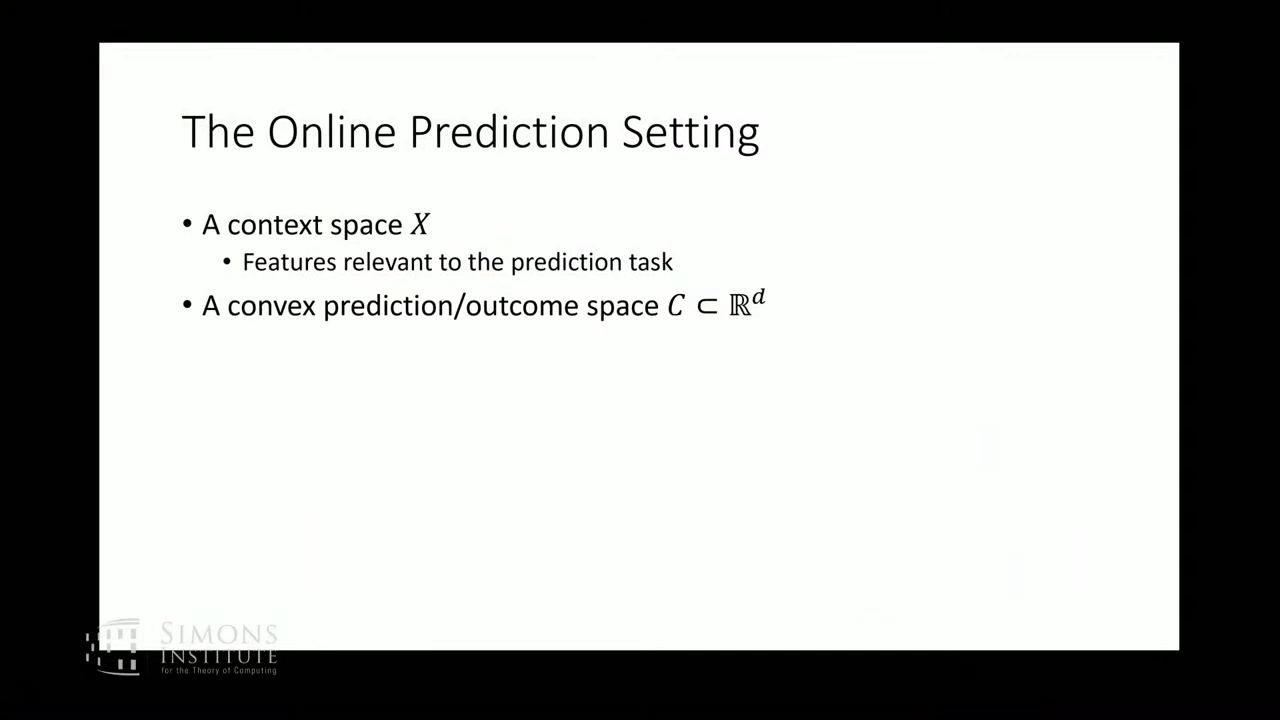 The Online Prediction Setting
• A context space X
• Features relevant to the prediction task
• A convex prediction/outcome space C ⊂ ℝ^d
SIMONS
INSTITUTE
for the Theory of Computing